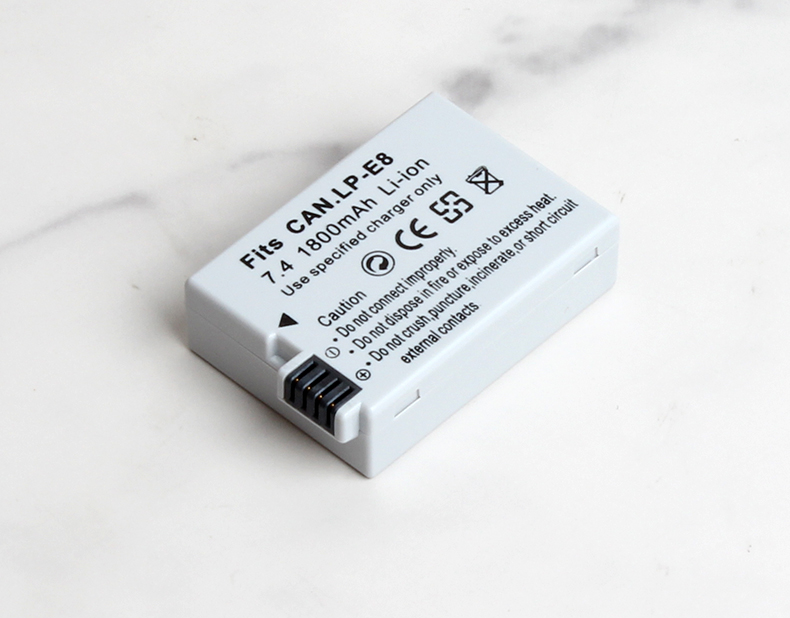 Fits CAN.LP-E8
7.4 1800mAh Li-ion
Use specified charger only
CE
Caution
• Do not connect improperly.
• Do not dispose in fire or expose to excess heat.
• Do not crush,puncture,incinerate,or short circuit
external contacts